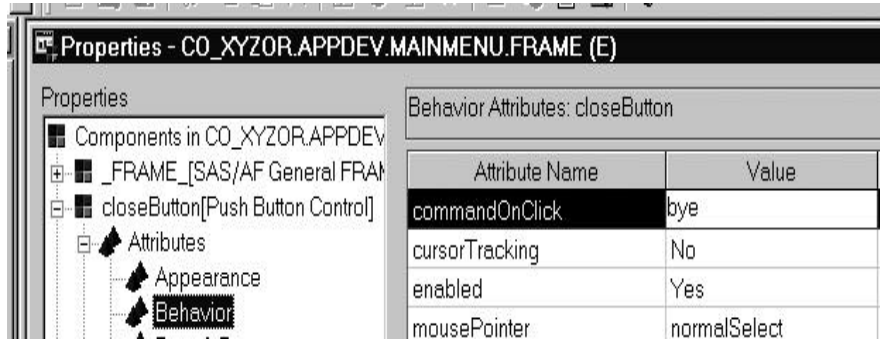 Properties - CO_XYZOR.APPDEV.MAINMENU.FRAME (E)
Properties
Components in CO_XYZOR.APPDEV
_FRAME_[SAS/AF General FRAM
closeButton[Push Button Control]
Attributes
Appearance
Behavior
Behavior Attributes: closeButton
Attribute Name Value
commandOnClick bye
cursorTracking No
enabled Yes
mousePointer normalSelect